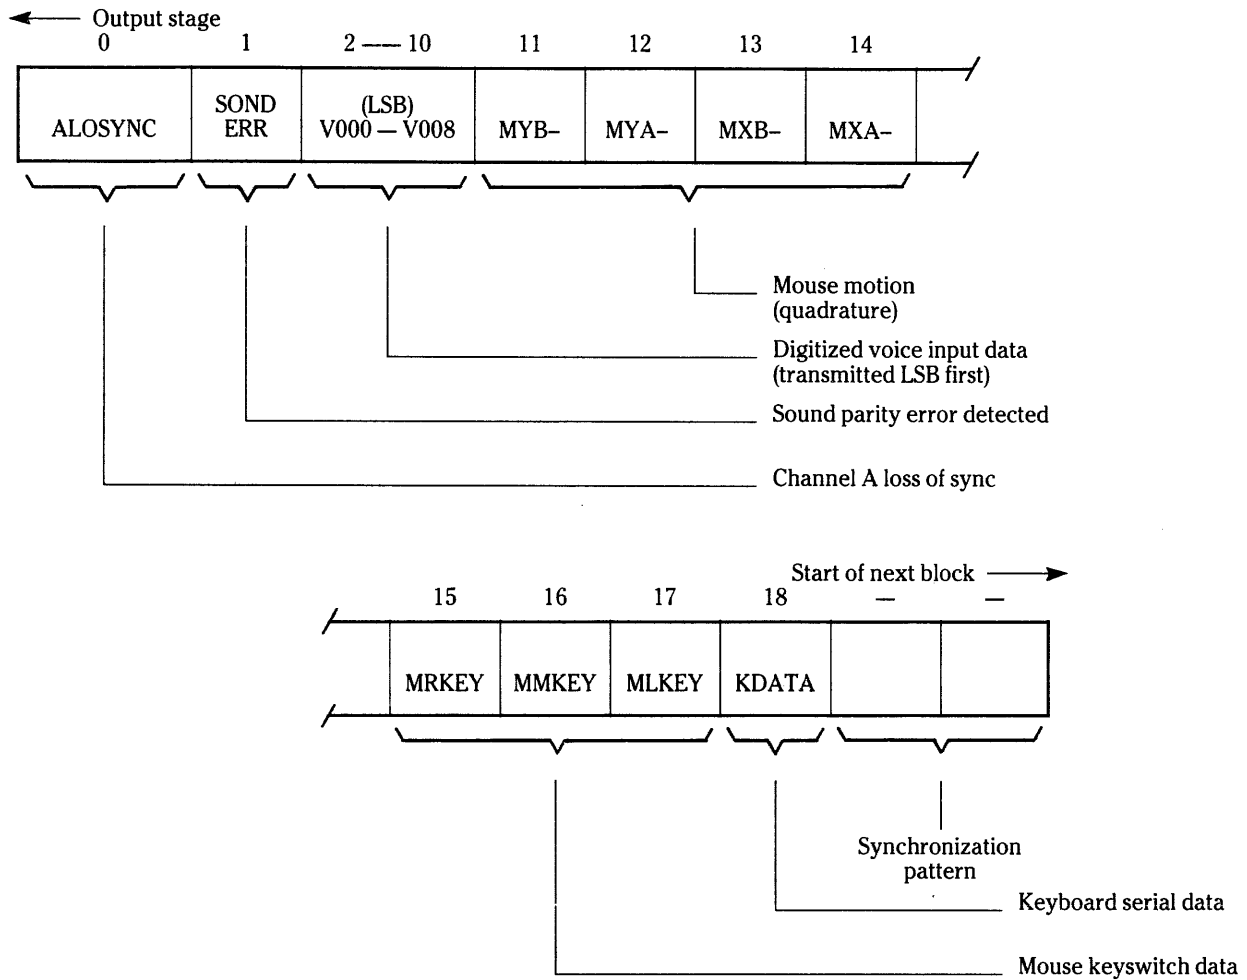 Output stage
0 1 2 — 10 11 12 13 14
ALOSYNC
SOND
ERR
(LSB)
V000 — V008
MYB–
MYA–
MXB–
MXA–
Mouse motion
(quadrature)
Digitized voice input data
(transmitted LSB first)
Sound parity error detected
Channel A loss of sync
Start of next block
15 16 17 18 — —
MRKEY
MMKEY
MLKEY
KDATA
Synchronization
pattern
Keyboard serial data
Mouse keyswitch data